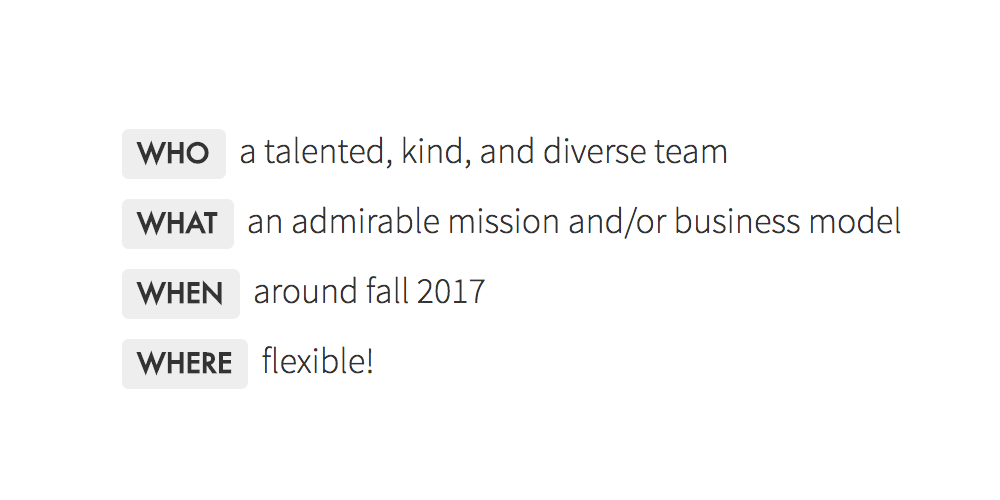 WHO a talented, kind, and diverse team
WHAT an admirable mission and/or business model
WHEN around fall 2017
WHERE flexible!